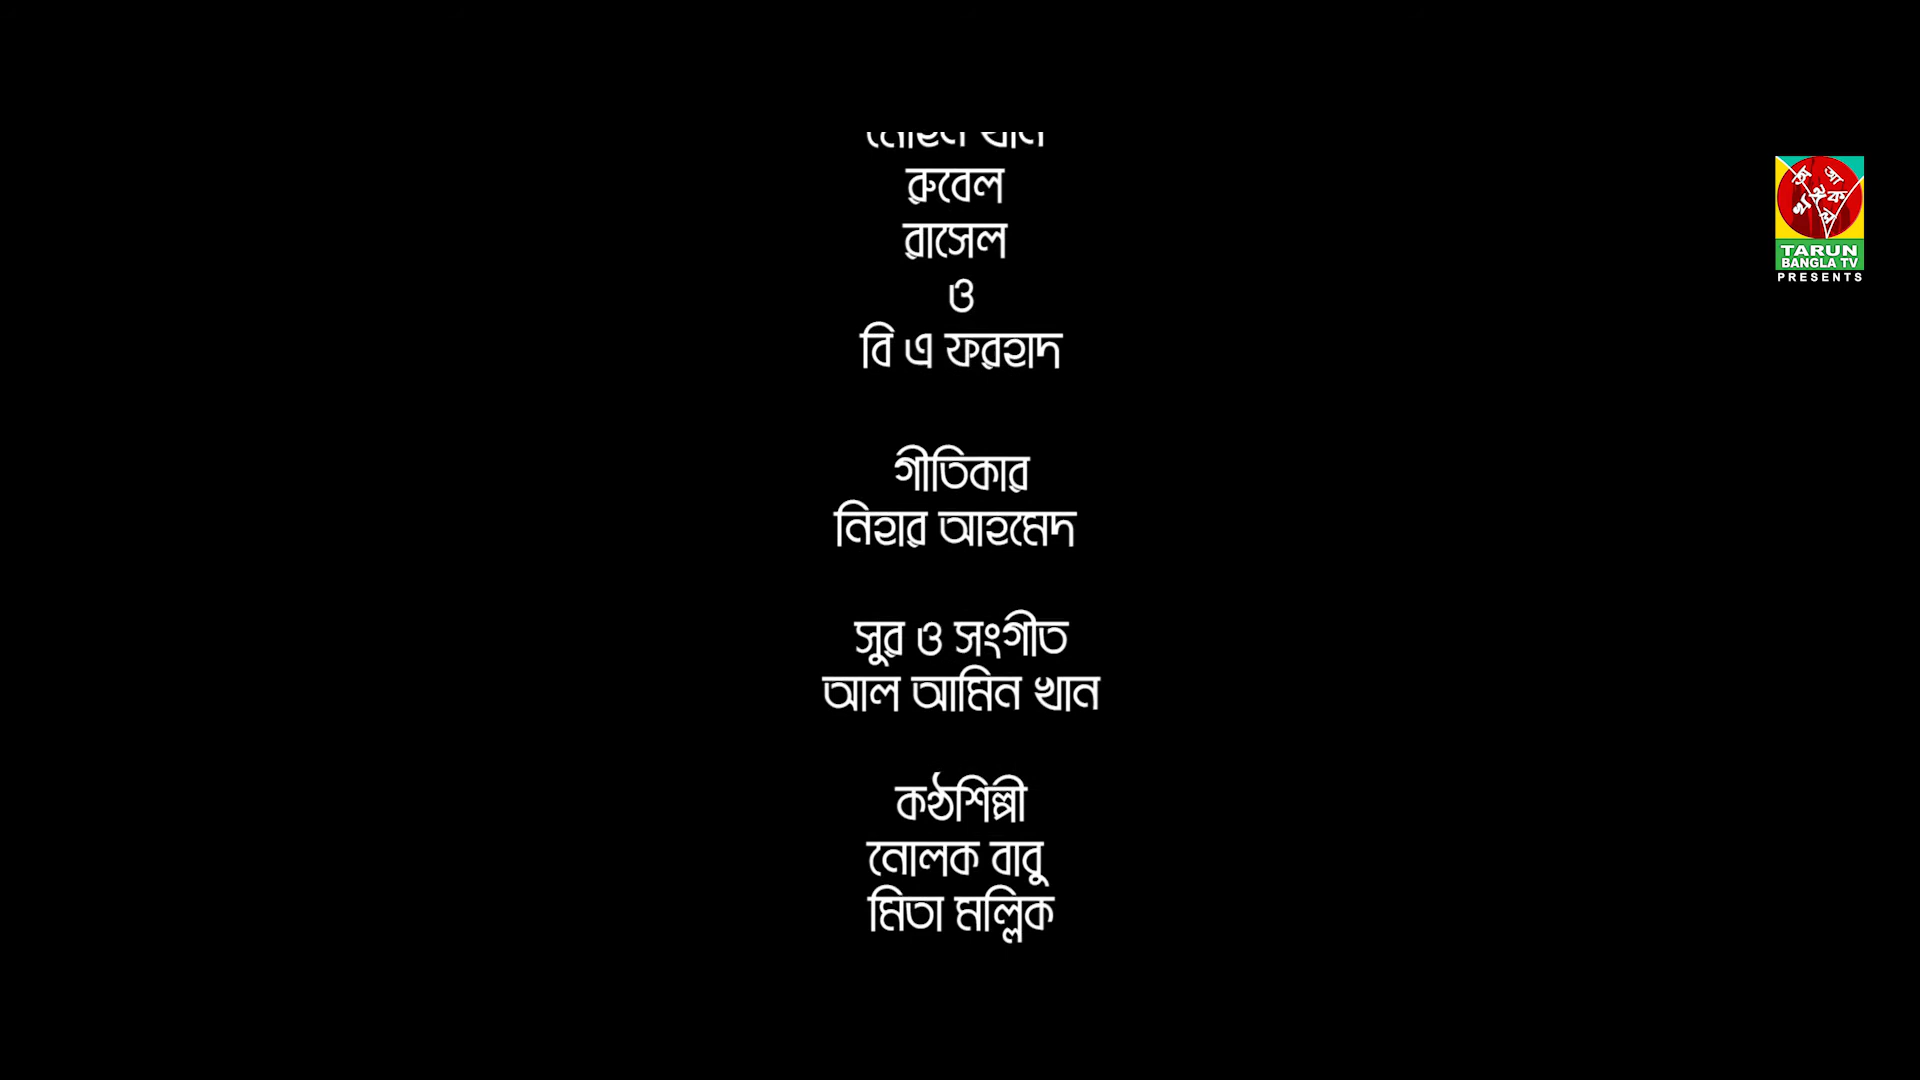 রুবেল
রাসেল
ও
বি এ ফরহাদ
গীতিকার
নিহার আহমেদ
সুর ও সংগীত
আল আমিন খান
কণ্ঠশিল্পী
নোলক বাবু
মিতা মল্লিক
TARUN
BANGLA TV
PRESENTS